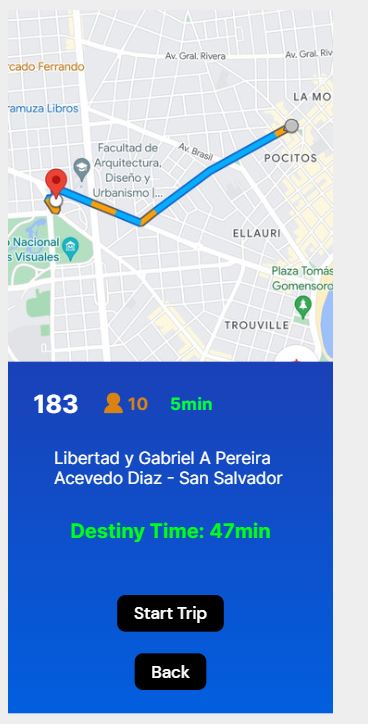 Av. Gral. Rivera
Av. Gral. Riv
rcado Ferrando
LA MO
ramuza Libros
Facultad de
Arquitectura,
Diseño y
Urbanismo |...
Av. Brasil
POCITOS
o Nacional
s Visuales
ELLAURI
Plaza Tomás
Gomensoro
TROUVILLE
183 10 5min
Libertad y Gabriel A Pereira
Acevedo Diaz - San Salvador
Destiny Time: 47min
Start Trip
Back